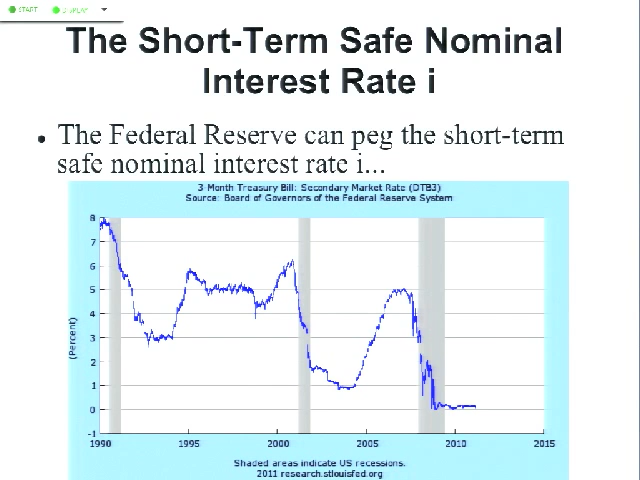 START DISPLAY
The Short-Term Safe Nominal
Interest Rate i
• The Federal Reserve can peg the short-term
safe nominal interest rate i...
3-Month Treasury Bill: Secondary Market Rate (DTB3)
Source: Board of Governors of the Federal Reserve System
8
7
6
5
4
3
2
1
0
-1
(Percent)
1990 1995 2000 2005 2010 2015
Shaded areas indicate US recessions.
2011 research.stlouisfed.org